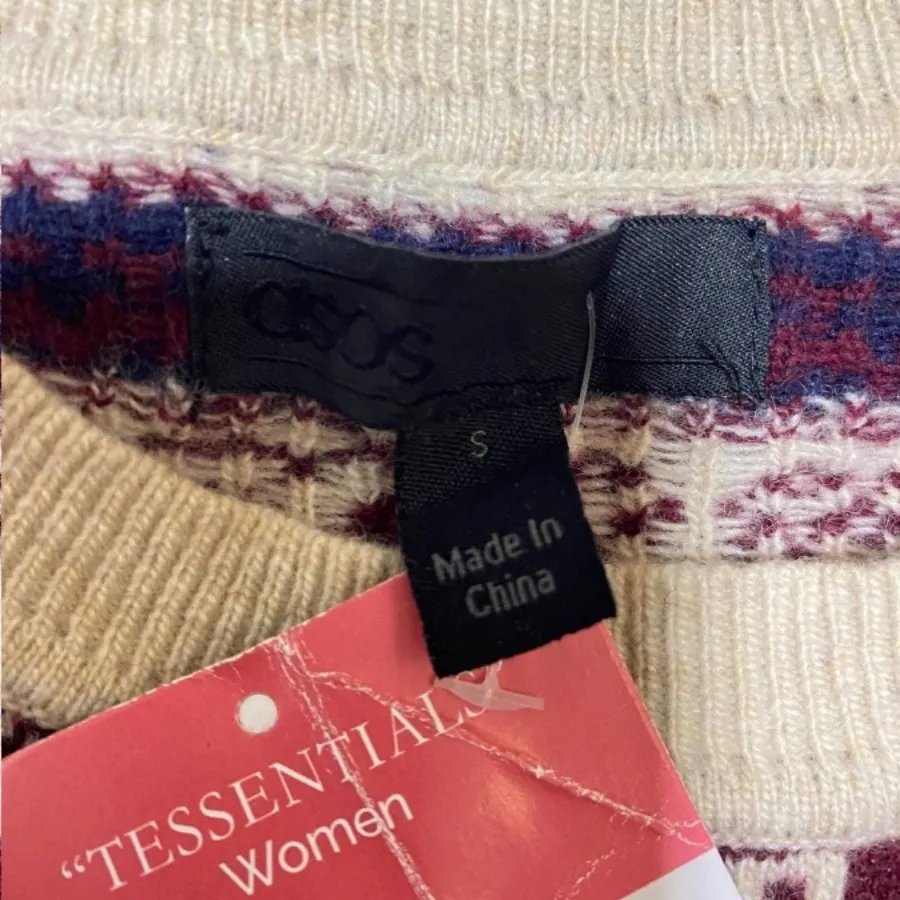 asos
S
Made In
China
"TESSENTIALS
Women